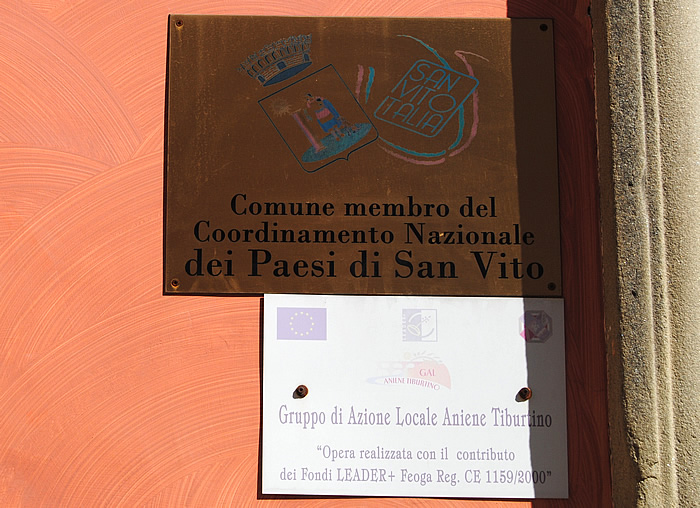 SAN
VITO
ITALIA
Comune membro del
Coordinamento Nazionale
dei Paesi di San Vito
GAL
ANIENE TIBURTINO
Gruppo di Azione Locale Aniene Tiburtino
“Opera realizzata con il contributo
dei Fondi LEADER+ Feoga Reg. CE 1159/2000”